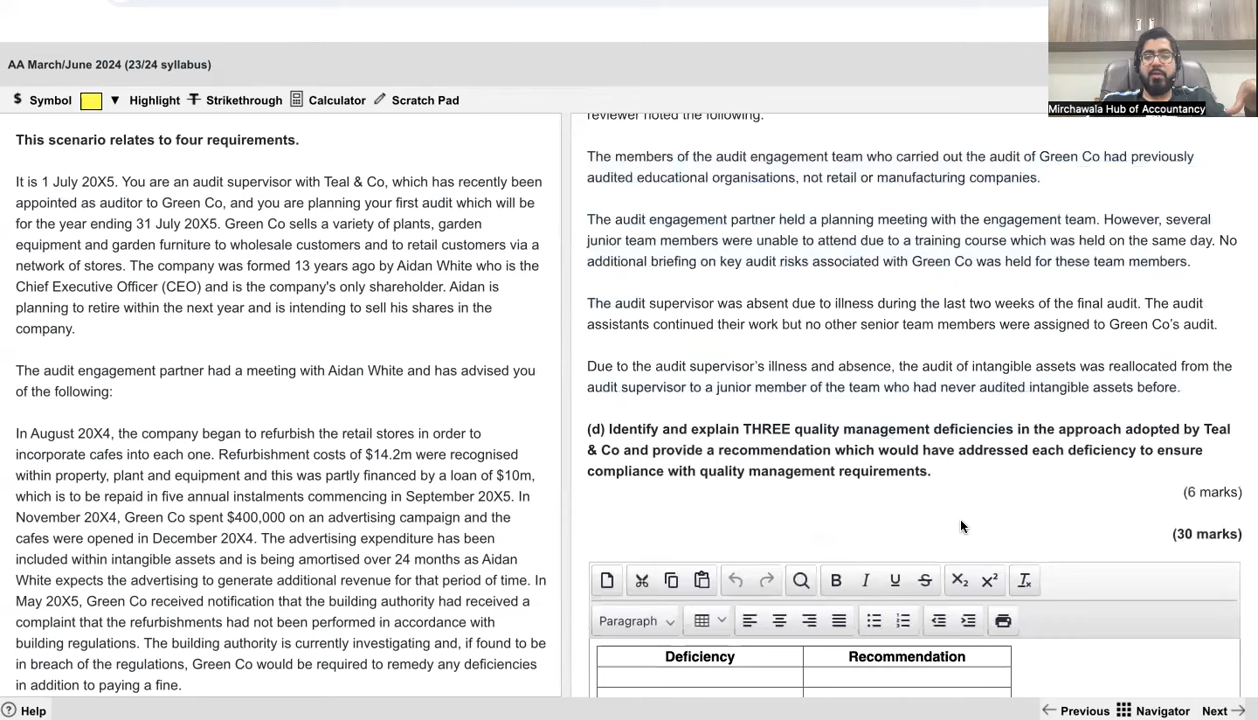 AA March/June 2024 (23/24 syllabus)
$ Symbol ▼ Highlight T Strikethrough Calculator Scratch Pad
Mirchawala Hub of Accountancy
This scenario relates to four requirements.
It is 1 July 20X5. You are an audit supervisor with Teal & Co, which has recently been
appointed as auditor to Green Co, and you are planning your first audit which will be
for the year ending 31 July 20X5. Green Co sells a variety of plants, garden
equipment and garden furniture to wholesale customers and to retail customers via a
network of stores. The company was formed 13 years ago by Aidan White who is the
Chief Executive Officer (CEO) and is the company's only shareholder. Aidan is
planning to retire within the next year and is intending to sell his shares in the
company.
The audit engagement partner had a meeting with Aidan White and has advised you
of the following:
In August 20X4, the company began to refurbish the retail stores in order to
incorporate cafes into each one. Refurbishment costs of $14.2m were recognised
within property, plant and equipment and this was partly financed by a loan of $10m,
which is to be repaid in five annual instalments commencing in September 20X5. In
November 20X4, Green Co spent $400,000 on an advertising campaign and the
cafes were opened in December 20X4. The advertising expenditure has been
included within intangible assets and is being amortised over 24 months as Aidan
White expects the advertising to generate additional revenue for that period of time. In
May 20X5, Green Co received notification that the building authority had received a
complaint that the refurbishments had not been performed in accordance with
building regulations. The building authority is currently investigating and, if found to be
in breach of the regulations, Green Co would be required to remedy any deficiencies
in addition to paying a fine.
reviewer noted the following:
The members of the audit engagement team who carried out the audit of Green Co had previously
audited educational organisations, not retail or manufacturing companies.
The audit engagement partner held a planning meeting with the engagement team. However, several
junior team members were unable to attend due to a training course which was held on the same day. No
additional briefing on key audit risks associated with Green Co was held for these team members.
The audit supervisor was absent due to illness during the last two weeks of the final audit. The audit
assistants continued their work but no other senior team members were assigned to Green Co's audit.
Due to the audit supervisor's illness and absence, the audit of intangible assets was reallocated from the
audit supervisor to a junior member of the team who had never audited intangible assets before.
(d) Identify and explain THREE quality management deficiencies in the approach adopted by Teal
& Co and provide a recommendation which would have addressed each deficiency to ensure
compliance with quality management requirements.
(6 marks)
(30 marks)
B I U S X₂ X² Tx
Paragraph
Deficiency Recommendation
Help Previous Navigator Next